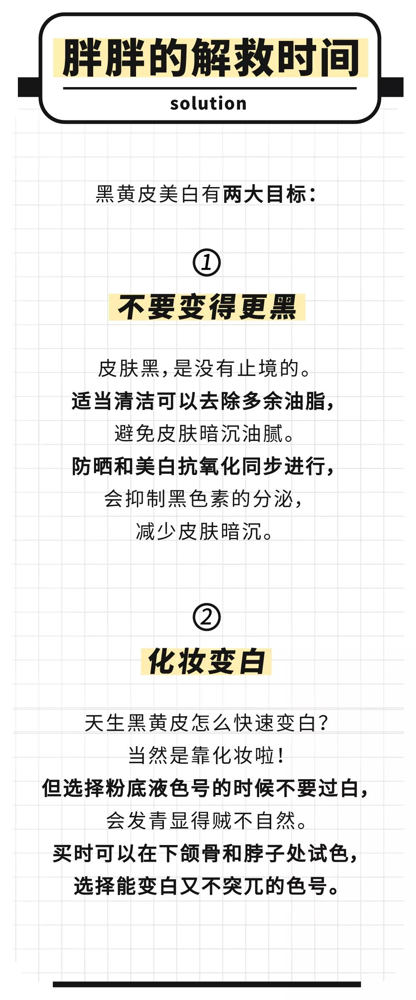 胖胖的解救时间
solution
黑黄皮美白有两大目标：
①
不要变得更黑
皮肤黑，是没有止境的。
适当清洁可以去除多余油脂，
避免皮肤暗沉油腻。
防晒和美白抗氧化同步进行，
会抑制黑色素的分泌，
减少皮肤暗沉。
②
化妆变白
天生黑黄皮怎么快速变白？
当然是靠化妆啦！
但选择粉底液色号的时候不要过白，
会发青显得贼不自然。
买时可以在下颌骨和脖子处试色，
选择能变白又不突兀的色号。